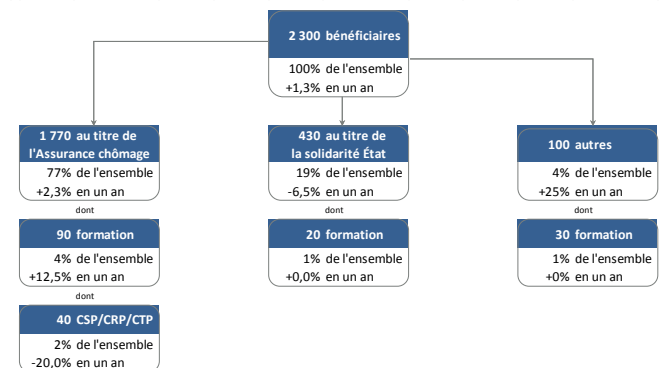 2 300 bénéficiaires
100% de l'ensemble
+1,3% en un an
1 770 au titre de
l'Assurance chômage
77% de l'ensemble
+2,3% en un an
dont
90 formation
4% de l'ensemble
+12,5% en un an
dont
40 CSP/CRP/CTP
2% de l'ensemble
-20,0% en un an
430 au titre de
la solidarité État
19% de l'ensemble
-6,5% en un an
dont
20 formation
1% de l'ensemble
+0,0% en un an
100 autres
4% de l'ensemble
+25% en un an
dont
30 formation
1% de l'ensemble
+0% en un an